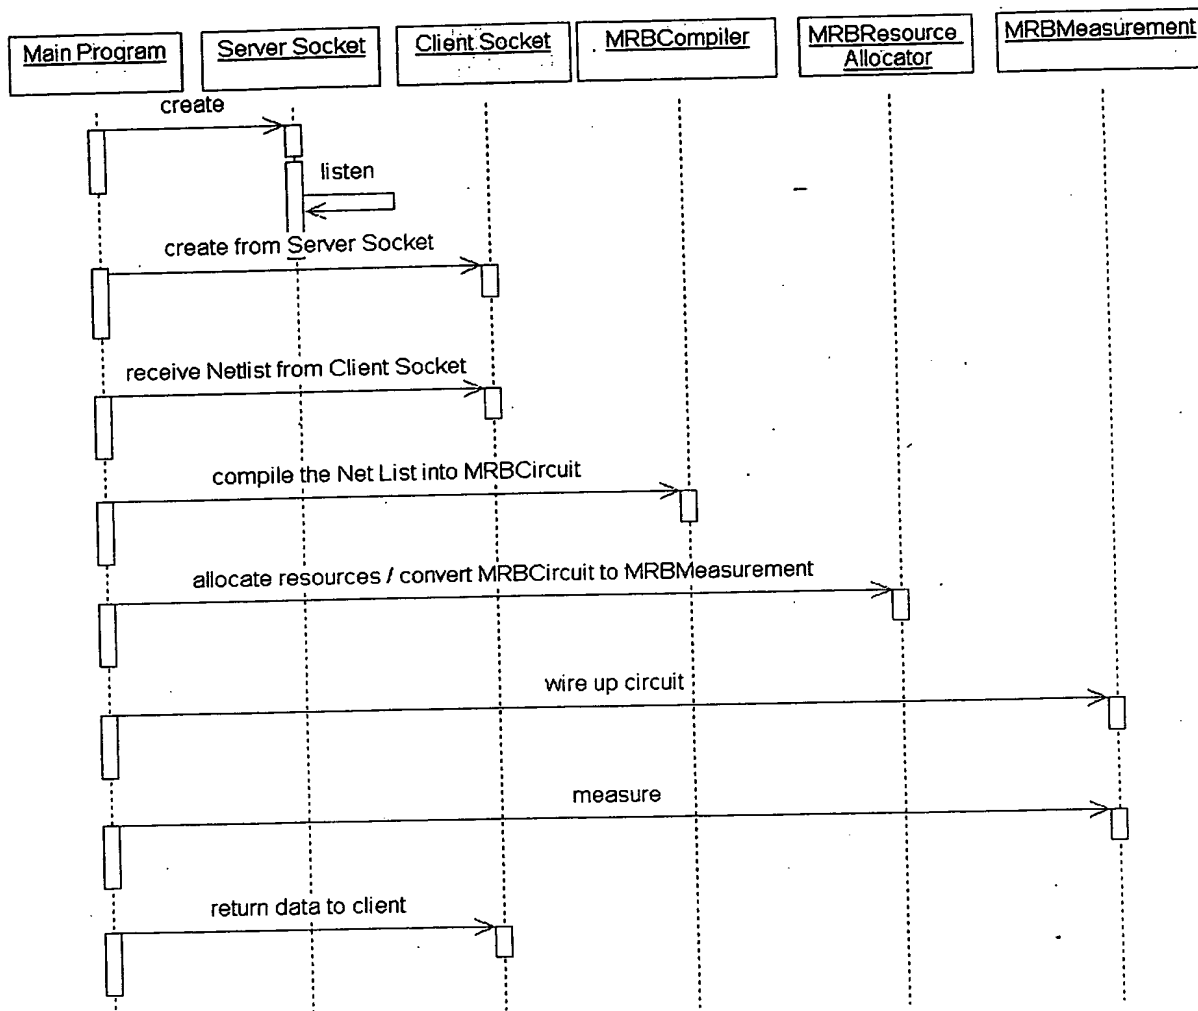 Main Program
Server Socket
Client Socket
MRBCompiler
MRBResource
Allocator
MRBMeasurement
create
listen
create from Server Socket
receive Netlist from Client Socket
compile the Net List into MRBCircuit
allocate resources / convert MRBCircuit to MRBMeasurement
wire up circuit
measure
return data to client